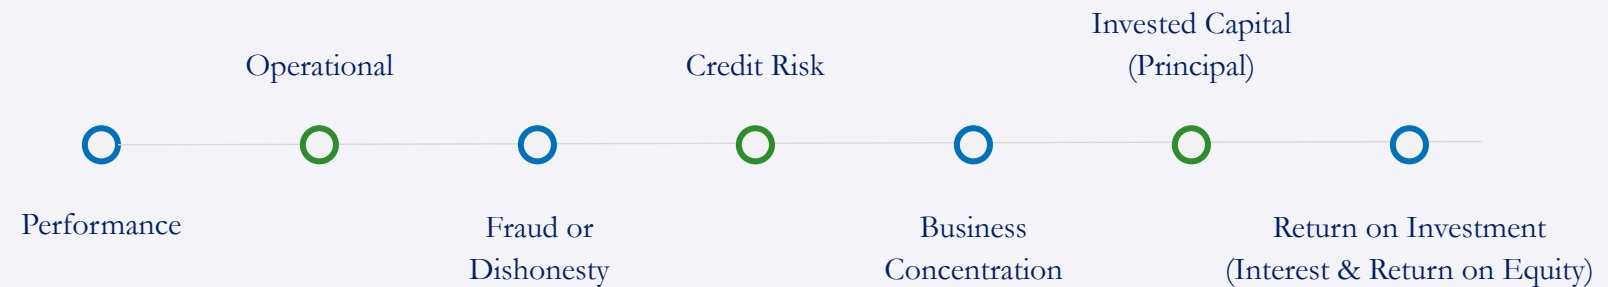 Performance
Operational
Fraud or
Dishonesty
Credit Risk
Business
Concentration
Invested Capital
(Principal)
Return on Investment
(Interest & Return on Equity)